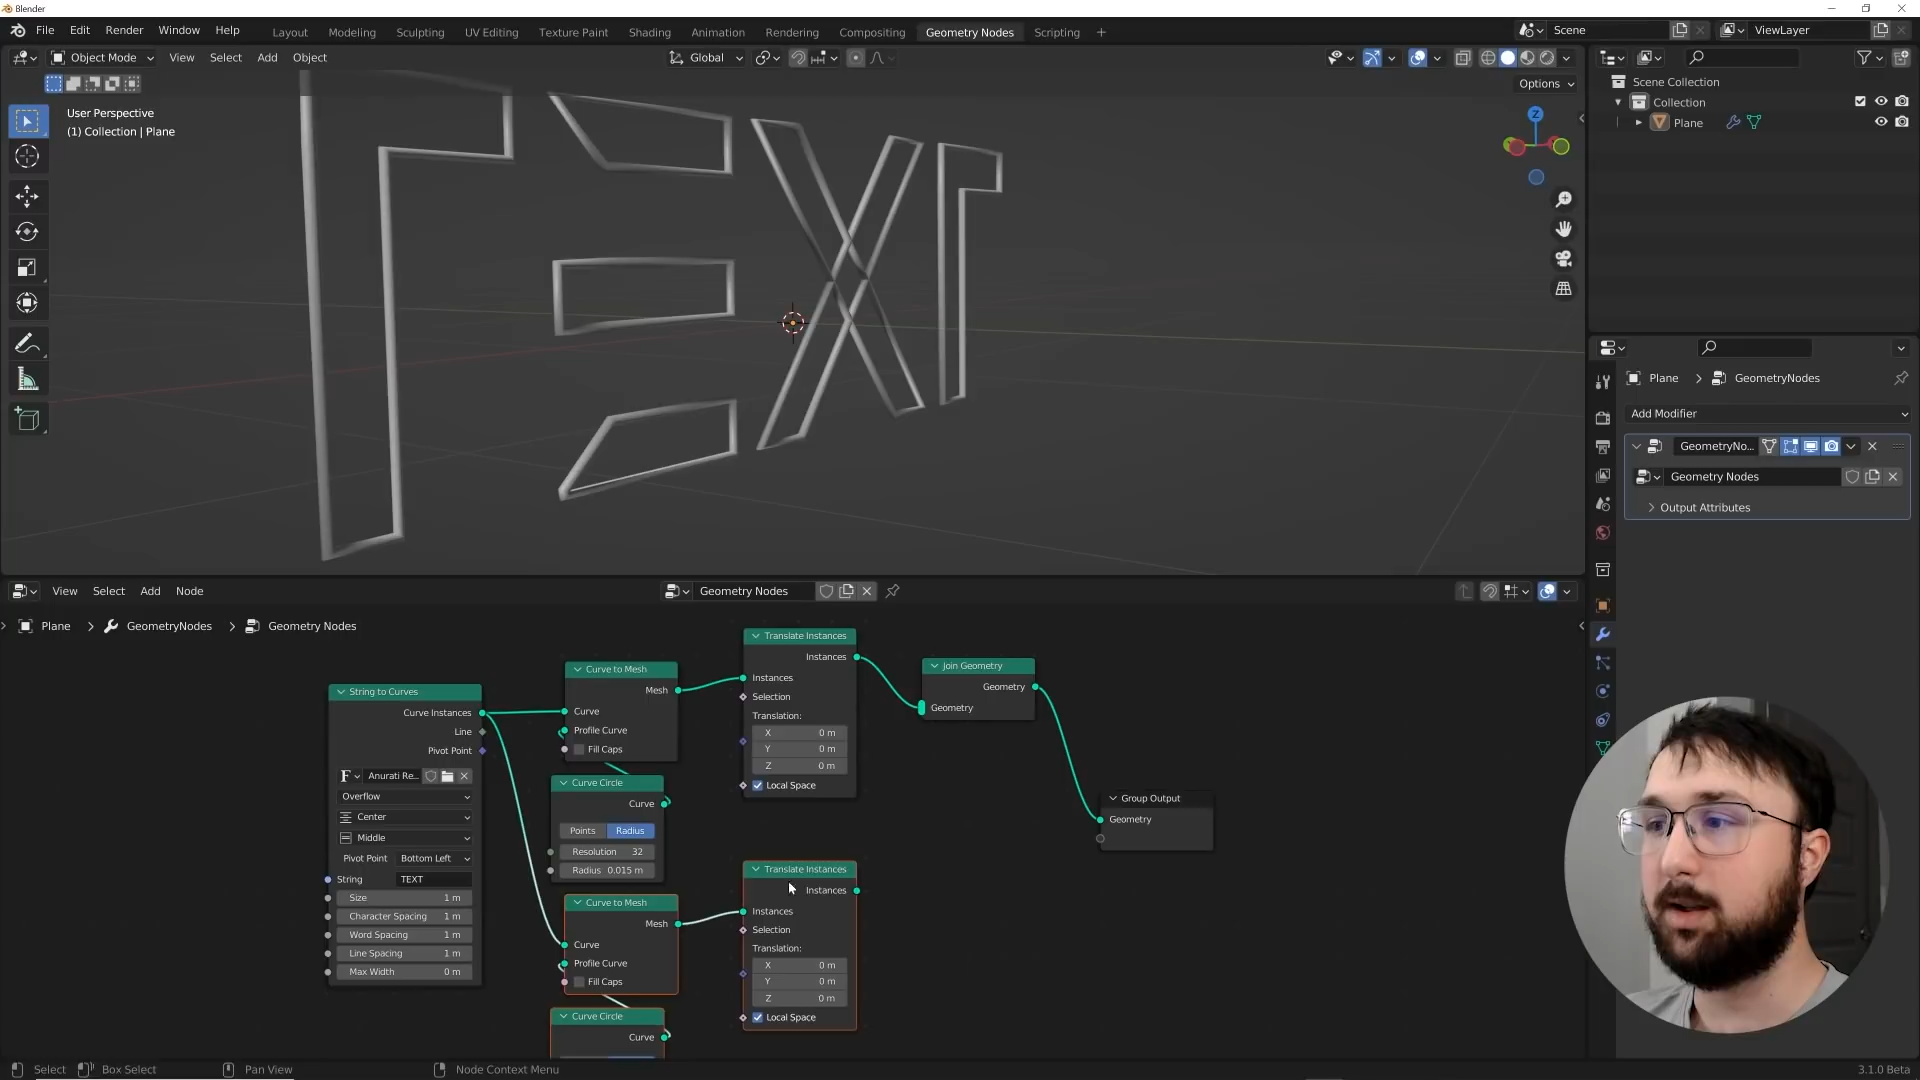 Blender
File Edit Render Window Help
Layout Modeling Sculpting UV Editing Texture Paint Shading Animation Rendering Compositing Geometry Nodes Scripting +
Scene
ViewLayer
Object Mode View Select Add Object
Global
Options
User Perspective
(1) Collection | Plane
TEXT
Z
Scene Collection
Collection
Plane
Plane > GeometryNodes
Add Modifier
GeometryNo...
Geometry Nodes
Output Attributes
View Select Add Node
Geometry Nodes
Plane > GeometryNodes > Geometry Nodes
String to Curves
Curve Instances
Line
Pivot Point
F Anurati Re...
Overflow
Center
Middle
Pivot Point Bottom Left
String TEXT
Size 1 m
Character Spacing 1 m
Word Spacing 1 m
Line Spacing 1 m
Max Width 0 m
Curve to Mesh
Mesh
Curve
Profile Curve
Fill Caps
Curve Circle
Curve
Points Radius
Resolution 32
Radius 0.015 m
Curve to Mesh
Mesh
Curve
Profile Curve
Fill Caps
Curve Circle
Curve
Translate Instances
Instances
Instances
Selection
Translation:
X 0 m
Y 0 m
Z 0 m
Local Space
Translate Instances
Instances
Instances
Selection
Translation:
X 0 m
Y 0 m
Z 0 m
Local Space
Join Geometry
Geometry
Geometry
Group Output
Geometry
Select Box Select Pan View Node Context Menu
3.1.0 Beta